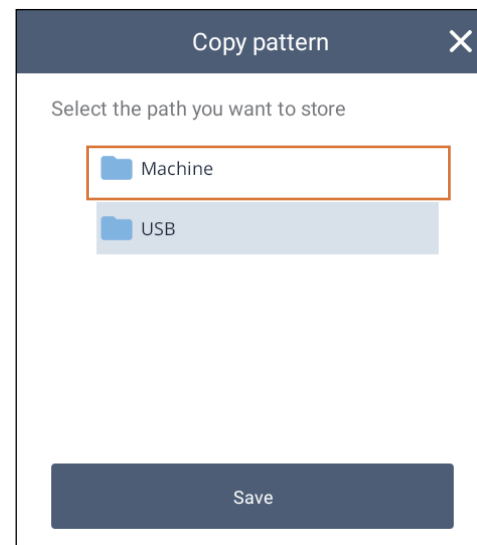 Copy pattern
Select the path you want to store
Machine
USB
Save